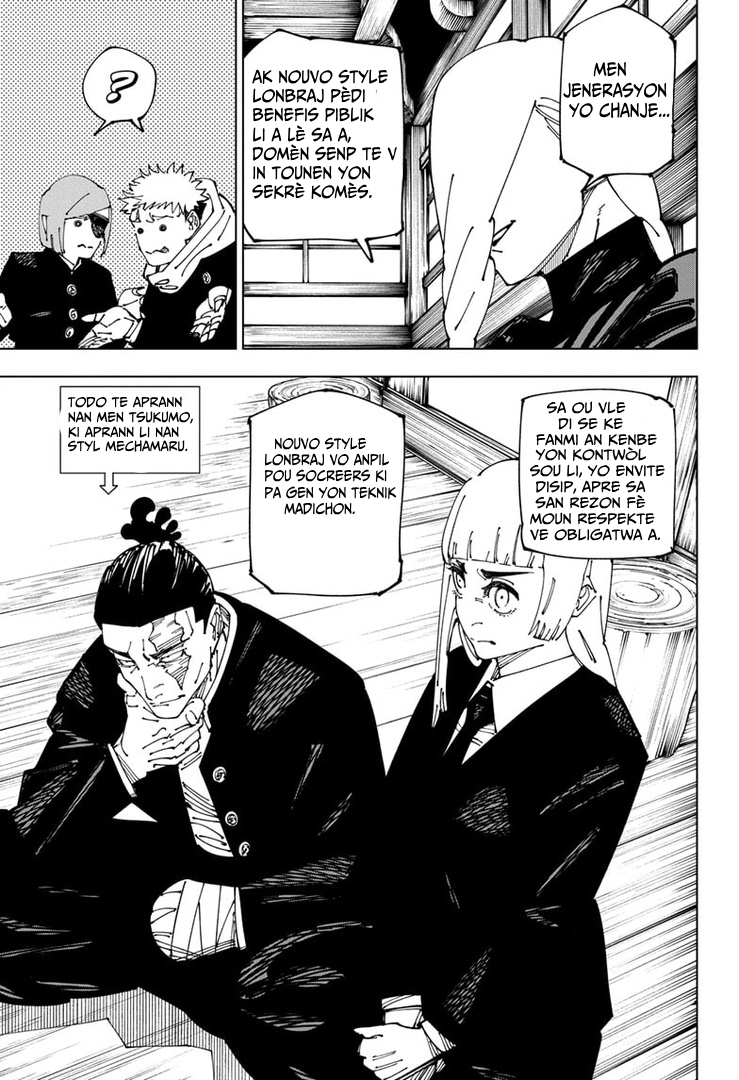 MEN
JENERASYON
YO CHANJE...
AK NOUVO STYLE
LONBRAJ PÈDI
BENEFIS PIBLIK
LI A LÈ SA A,
DOMÈN SENP TE V
IN TOUNEN YON
SEKRÈ KOMÈS.
?
SA OU VLE
DI SE KE
FANMI AN KENBE
YON KONTWÒL
SOU LI, YO ENVITE
DISIP, APRE SA
SAN REZON FÈ
MOUN RESPEKTE
VE OBLIGATWA A.
NOUVO STYLE
LONBRAJ VO ANPIL
POU SOCREERS KI
PA GEN YON TEKNIK
MADICHON.
TODO TE APRANN
NAN MEN TSUKUMO,
KI APRANN LI NAN
STYL MECHAMARU.